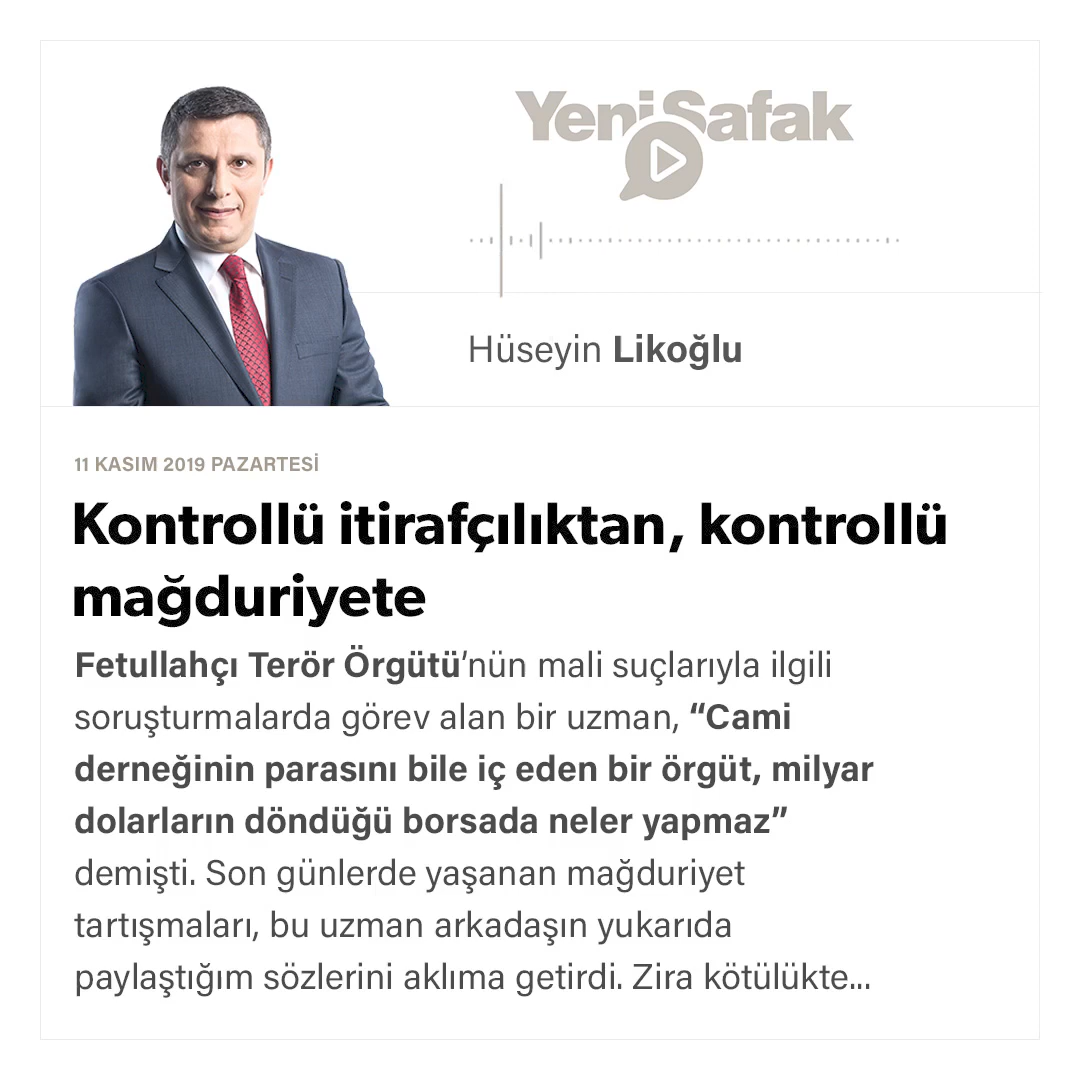 Yeni Şafak
Hüseyin Likoğlu
11 KASIM 2019 PAZARTESİ
Kontrollü itirafçılıktan, kontrollü
mağduriyete
Fetullahçı Terör Örgütü’nün mali suçlarıyla ilgili
soruşturmalarda görev alan bir uzman, “Cami
derneğinin parasını bile iç eden bir örgüt, milyar
dolarların döndüğü borsada neler yapmaz”
demişti. Son günlerde yaşanan mağduriyet
tartışmaları, bu uzman arkadaşın yukarıda
paylaştığım sözlerini aklıma getirdi. Zira kötülükte...